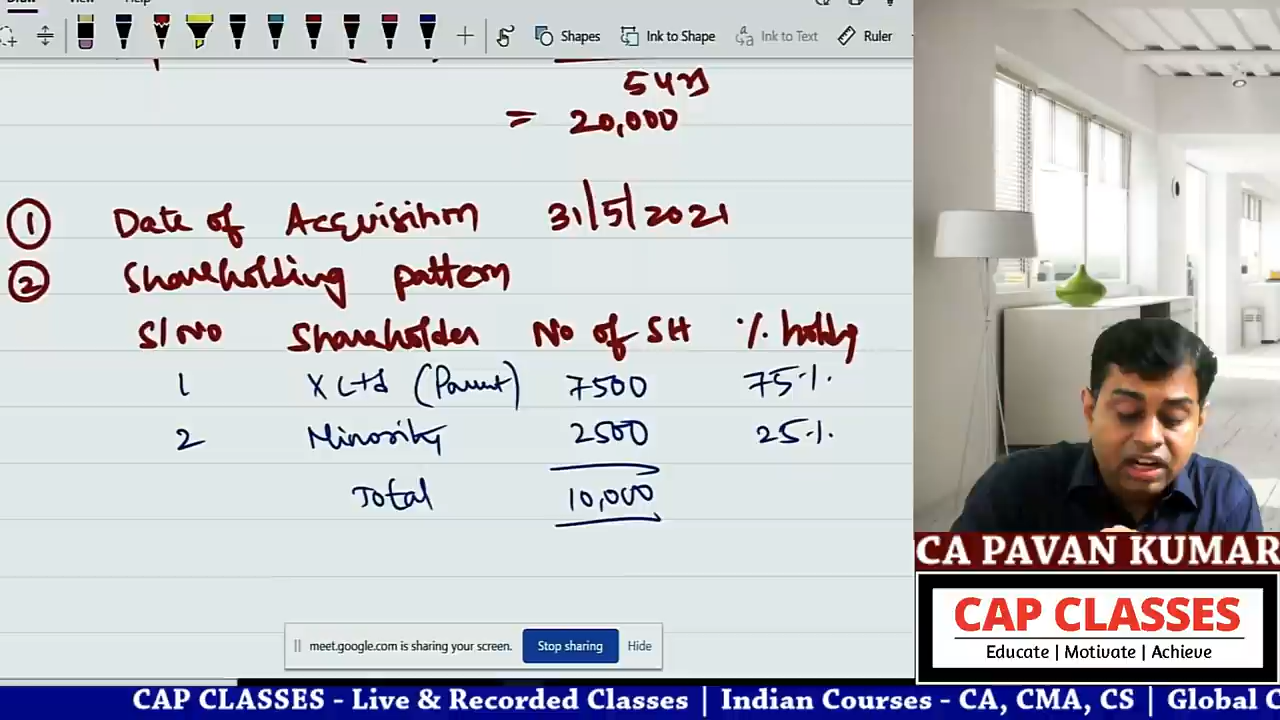 Shapes
Ink to Shape
Ink to Text
Ruler
= 20,000
1 Date of Acquisition 31/5/2021
2 Shareholding pattern
Sl No Shareholder No of SH % holdg
1 X Ltd (Parent) 7500 75%
2 Minority 2500 25%
Total 10,000
meet.google.com is sharing your screen. Stop sharing Hide
CA PAVAN KUMAR
CAP CLASSES
Educate | Motivate | Achieve
CAP CLASSES - Live & Recorded Classes | Indian Courses - CA, CMA, CS | Global C